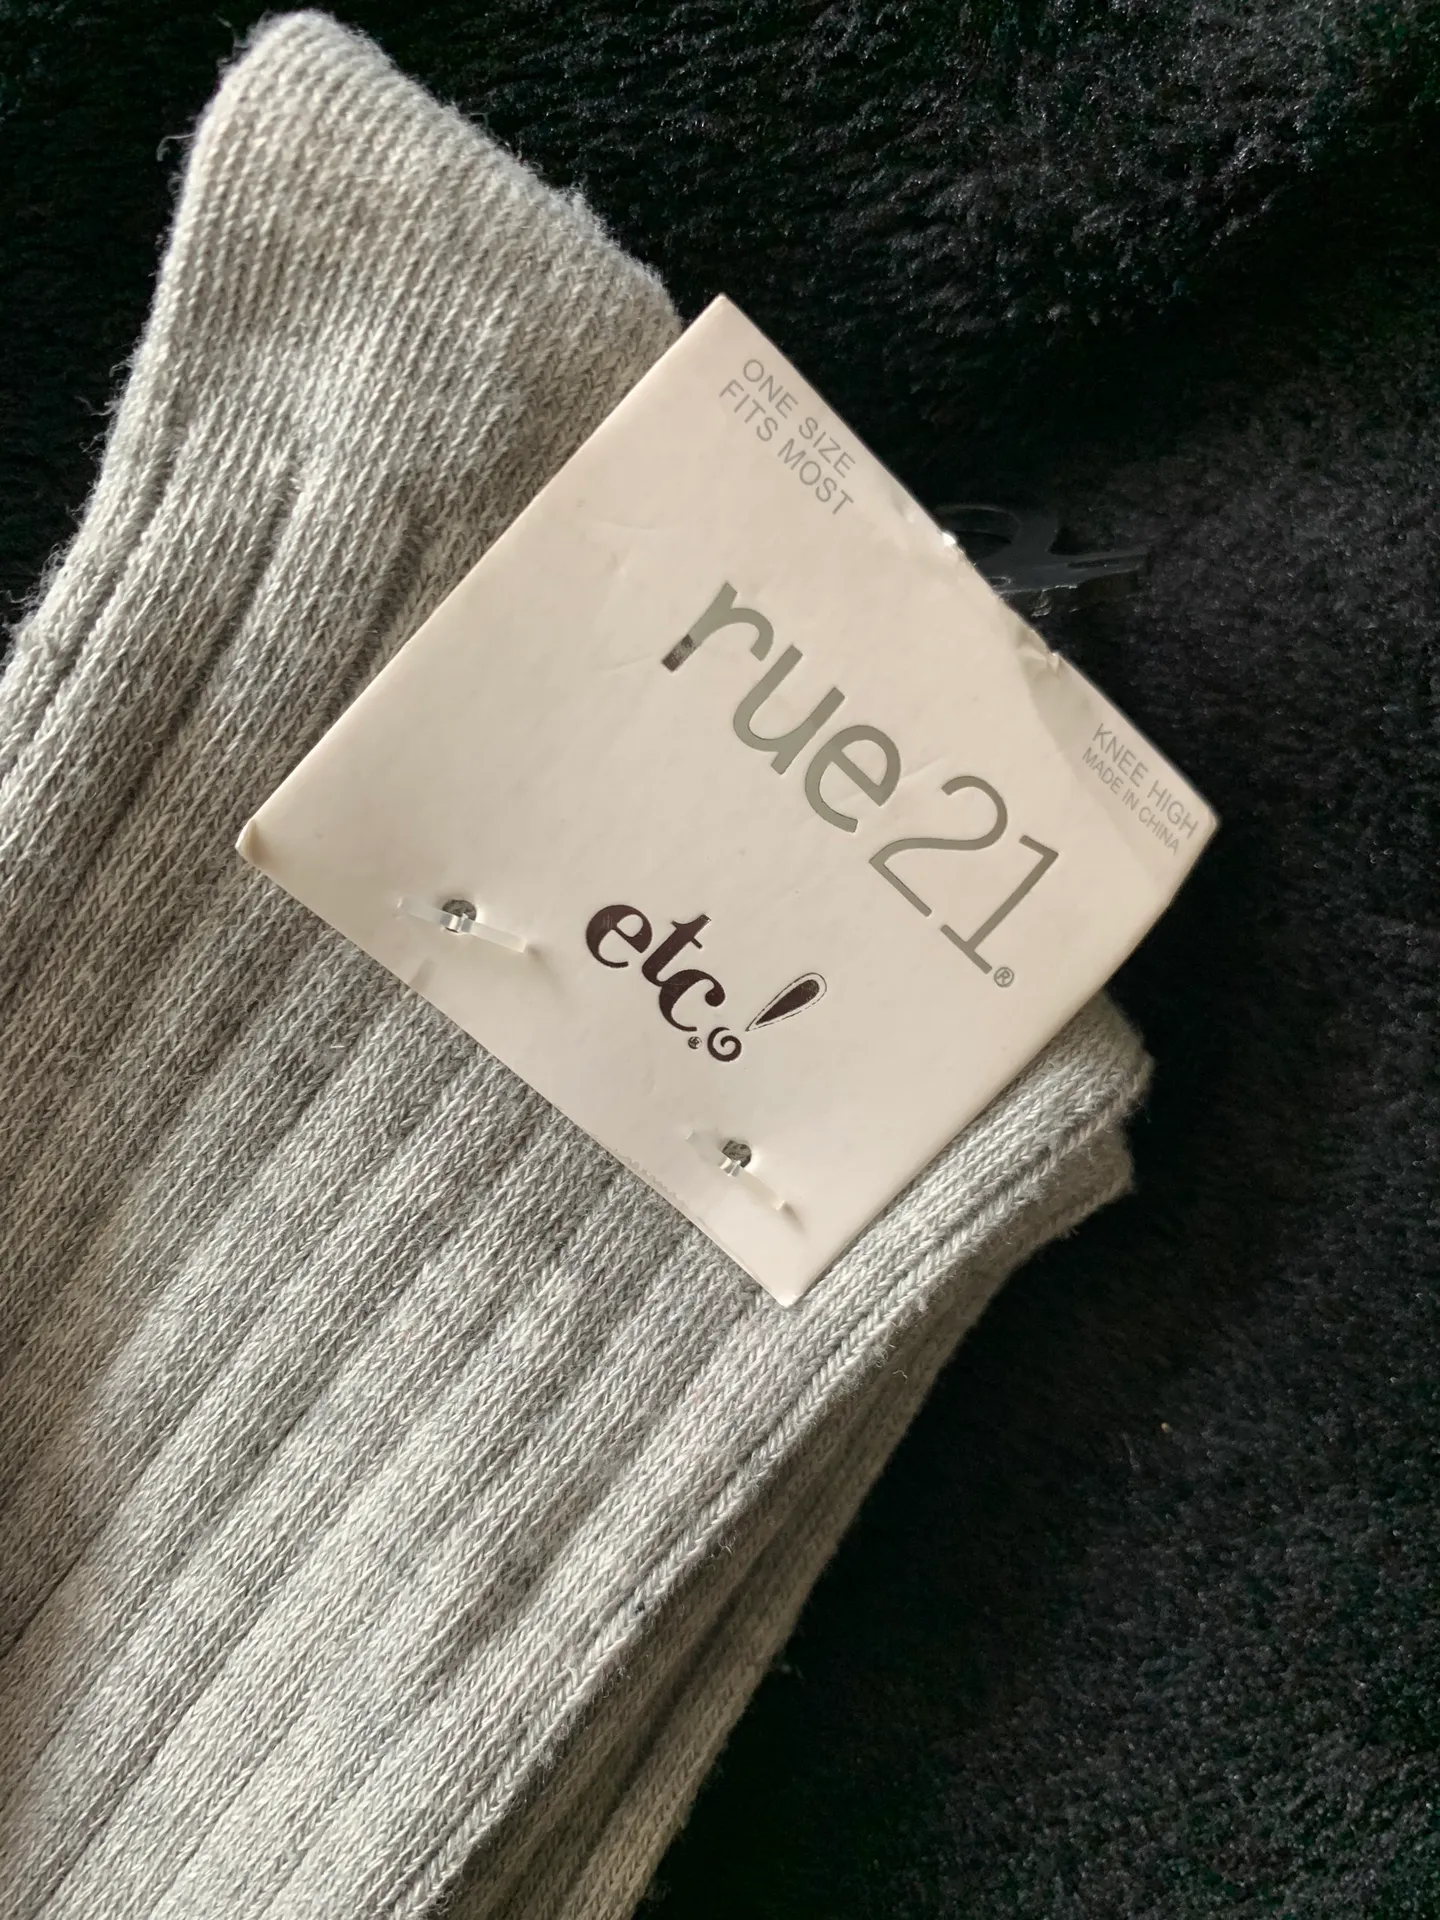 ONE SIZE
FITS MOST
rue21®
etc.!
KNEE HIGH
MADE IN CHINA